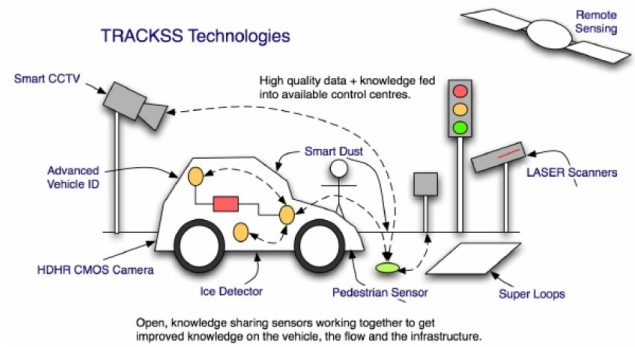 TRACKSS Technologies
Remote
Sensing
Smart CCTV
High quality data + knowledge fed
into available control centres.
Smart Dust
Advanced
Vehicle ID
LASER Scanners
HDHR CMOS Camera
Ice Detector
Pedestrian Sensor
Super Loops
Open, knowledge sharing sensors working together to get
improved knowledge on the vehicle, the flow and the infrastructure.